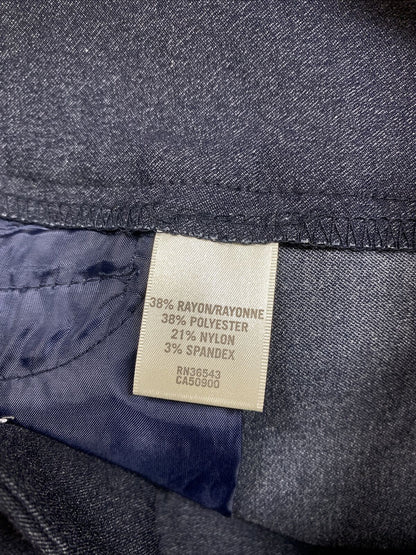 38% RAYON/RAYONNE
38% POLYESTER
21% NYLON
3% SPANDEX
RN36543
CA50900